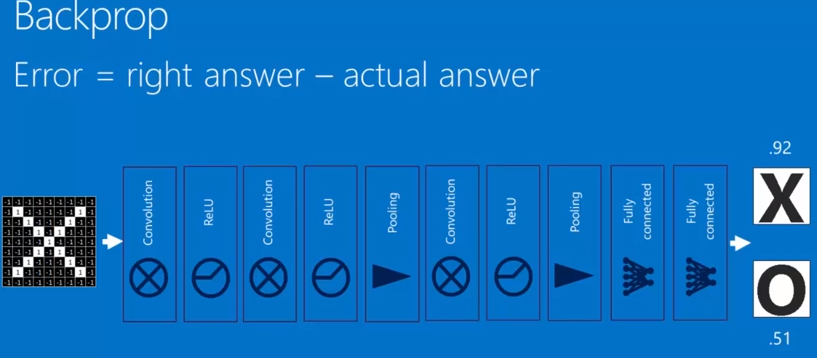 Backprop
Error = right answer – actual answer
Convolution
ReLU
Convolution
ReLU
Pooling
Convolution
ReLU
Pooling
Fully
connected
Fully
connected
.92
X
O
.51